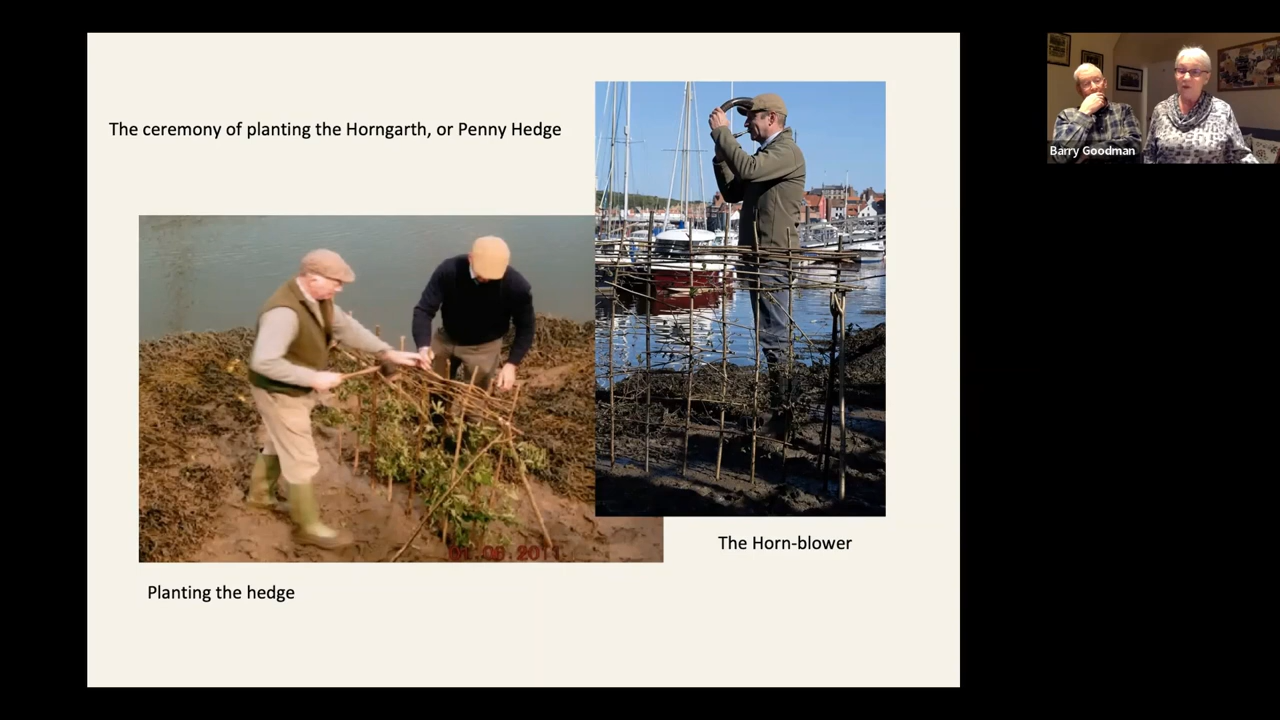 The ceremony of planting the Horngarth, or Penny Hedge
Barry Goodman
The Horn-blower
Planting the hedge